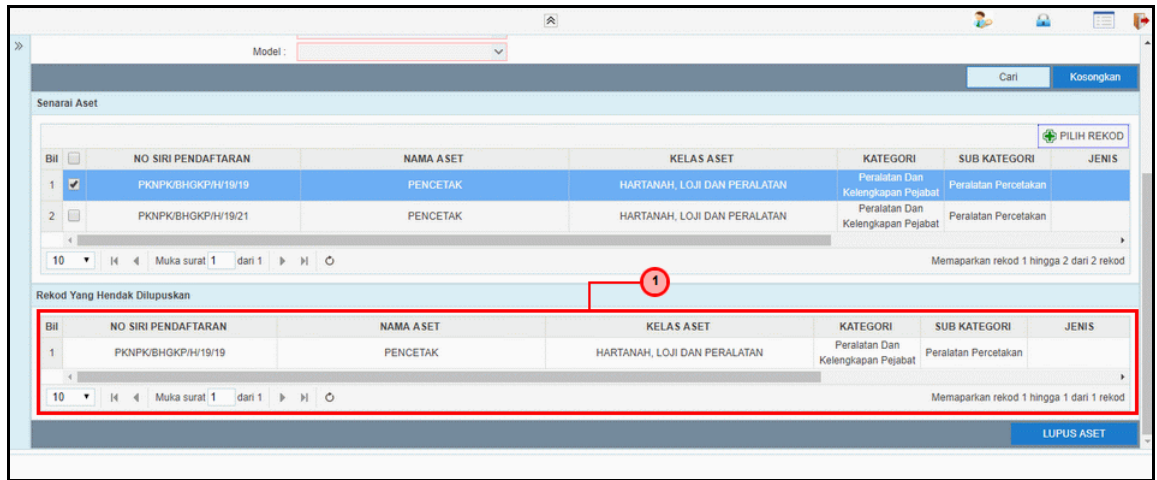 Model :
Cari Kosongkan
Senarai Aset
PILIH REKOD
Bil NO SIRI PENDAFTARAN NAMA ASET KELAS ASET KATEGORI SUB KATEGORI JENIS
1 PKNPK/BHGKP/H/19/19 PENCETAK HARTANAH, LOJI DAN PERALATAN Peralatan Dan Kelengkapan Pejabat Peralatan Percetakan
2 PKNPK/BHGKP/H/19/21 PENCETAK HARTANAH, LOJI DAN PERALATAN Peralatan Dan Kelengkapan Pejabat Peralatan Percetakan
10 Muka surat 1 dari 1 Memaparkan rekod 1 hingga 2 dari 2 rekod
1
Rekod Yang Hendak Dilupuskan
Bil NO SIRI PENDAFTARAN NAMA ASET KELAS ASET KATEGORI SUB KATEGORI JENIS
1 PKNPK/BHGKP/H/19/19 PENCETAK HARTANAH, LOJI DAN PERALATAN Peralatan Dan Kelengkapan Pejabat Peralatan Percetakan
10 Muka surat 1 dari 1 Memaparkan rekod 1 hingga 1 dari 1 rekod
LUPUS ASET